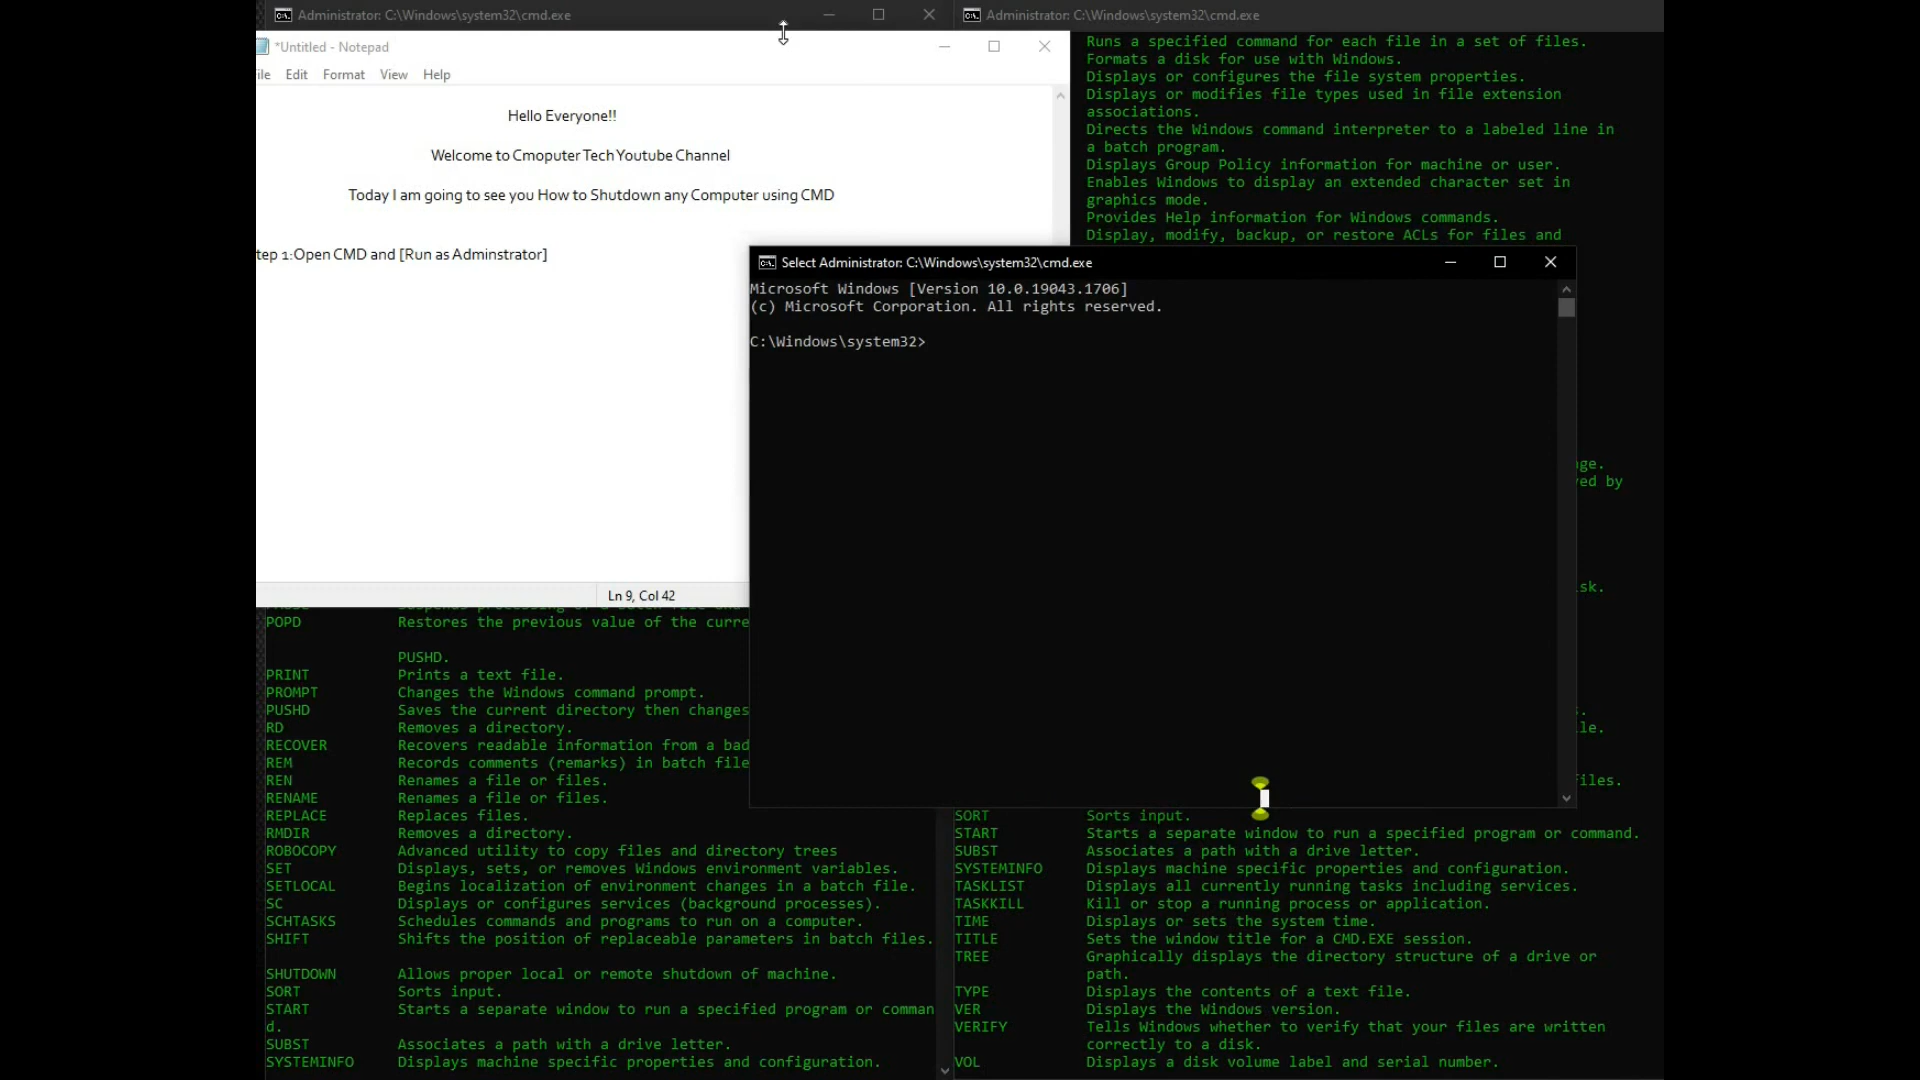 Administrator: C:\Windows\system32\cmd.exe
Administrator: C:\Windows\system32\cmd.exe
*Untitled - Notepad
Edit Format View Help
Hello Everyone!!
Welcome to Cmoputer Tech Youtube Channel
Today I am going to see you How to Shutdown any Computer using CMD
tep 1:Open CMD and [Run as Adminstrator]
Ln 9, Col 42
Runs a specified command for each file in a set of files.
Formats a disk for use with Windows.
Displays or configures the file system properties.
Displays or modifies file types used in file extension
associations.
Directs the Windows command interpreter to a labeled line in
a batch program.
Displays Group Policy information for machine or user.
Enables Windows to display an extended character set in
graphics mode.
Provides Help information for Windows commands.
Display, modify, backup, or restore ACLs for files and
Select Administrator: C:\Windows\system32\cmd.exe
Microsoft Windows [Version 10.0.19043.1706]
(c) Microsoft Corporation. All rights reserved.
C:\Windows\system32>
ge.
ed by
sk.
le.
iles.
POPD Restores the previous value of the curre
PUSHD.
PRINT Prints a text file.
PROMPT Changes the Windows command prompt.
PUSHD Saves the current directory then changes
RD Removes a directory.
RECOVER Recovers readable information from a bad
REM Records comments (remarks) in batch file
REN Renames a file or files.
RENAME Renames a file or files.
REPLACE Replaces files.
RMDIR Removes a directory.
ROBOCOPY Advanced utility to copy files and directory trees
SET Displays, sets, or removes Windows environment variables.
SETLOCAL Begins localization of environment changes in a batch file.
SC Displays or configures services (background processes).
SCHTASKS Schedules commands and programs to run on a computer.
SHIFT Shifts the position of replaceable parameters in batch files.
SHUTDOWN Allows proper local or remote shutdown of machine.
SORT Sorts input.
START Starts a separate window to run a specified program or comman
d.
SUBST Associates a path with a drive letter.
SYSTEMINFO Displays machine specific properties and configuration.
SORT Sorts input.
START Starts a separate window to run a specified program or command.
SUBST Associates a path with a drive letter.
SYSTEMINFO Displays machine specific properties and configuration.
TASKLIST Displays all currently running tasks including services.
TASKKILL Kill or stop a running process or application.
TIME Displays or sets the system time.
TITLE Sets the window title for a CMD.EXE session.
TREE Graphically displays the directory structure of a drive or
path.
TYPE Displays the contents of a text file.
VER Displays the Windows version.
VERIFY Tells Windows whether to verify that your files are written
correctly to a disk.
VOL Displays a disk volume label and serial number.